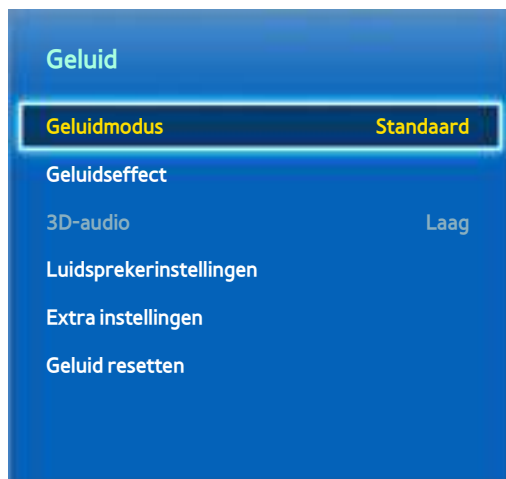 Geluid
Geluidmodus Standaard
Geluidseffect
3D-audio Laag
Luidsprekerinstellingen
Extra instellingen
Geluid resetten